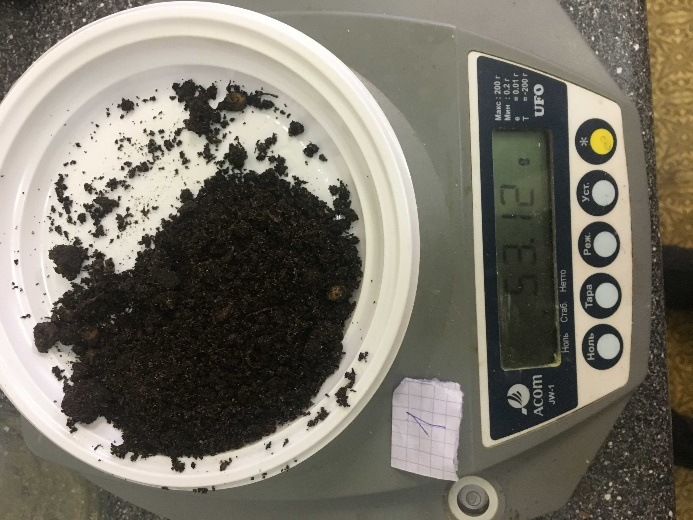 Макс : 200 г
Мин : 0.2 г
e = 0.01 г
T = -200 г
UFO
53.12 g
Ноль Стаб. Нетто
Acom
JW-1
Ноль
Тара
Реж.
Уст.
*
1